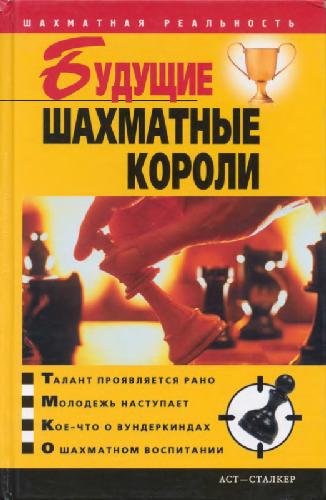 ШАХМАТНАЯ РЕАЛЬНОСТЬ
БУДУЩИЕ
ШАХМАТНЫЕ
КОРОЛИ
ТАЛАНТ ПРОЯВЛЯЕТСЯ РАНО
МОЛОДЕЖЬ НАСТУПАЕТ
КОЕ-ЧТО О ВУНДЕРКИНДАХ
О ШАХМАТНОМ ВОСПИТАНИИ
АСТ—СТАЛКЕР